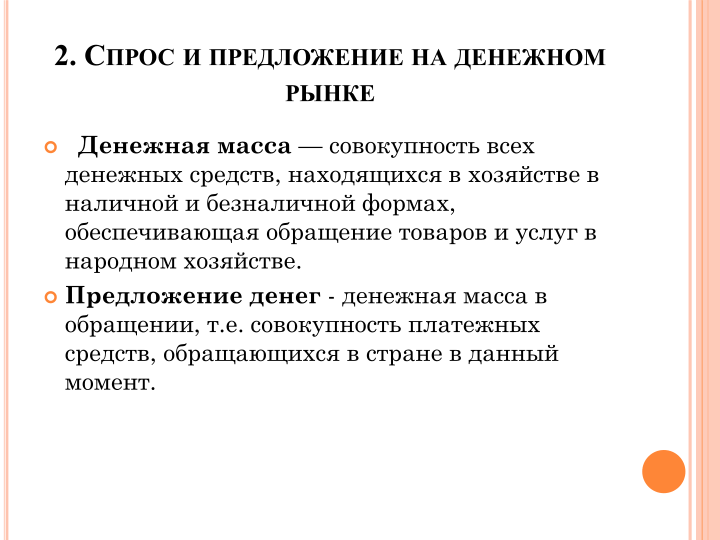 2. Спрос и предложение на денежном
рынке
Денежная масса — совокупность всех
денежных средств, находящихся в хозяйстве в
наличной и безналичной формах,
обеспечивающая обращение товаров и услуг в
народном хозяйстве.
Предложение денег - денежная масса в
обращении, т.е. совокупность платежных
средств, обращающихся в стране в данный
момент.